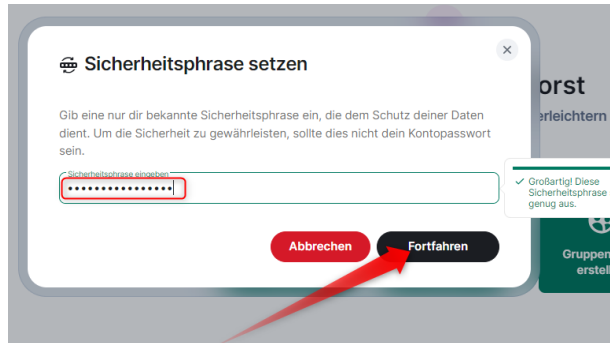 Sicherheitsphrase setzen
orst
erleichtern
Gib eine nur dir bekannte Sicherheitsphrase ein, die dem Schutz deiner Daten
dient. Um die Sicherheit zu gewährleisten, sollte dies nicht dein Kontopasswort
sein.
Sicherheitsphrase eingeben
••••••••••••••••
Großartig! Diese
Sicherheitsphrase
genug aus.
Abbrechen
Fortfahren
Gruppen
erstel